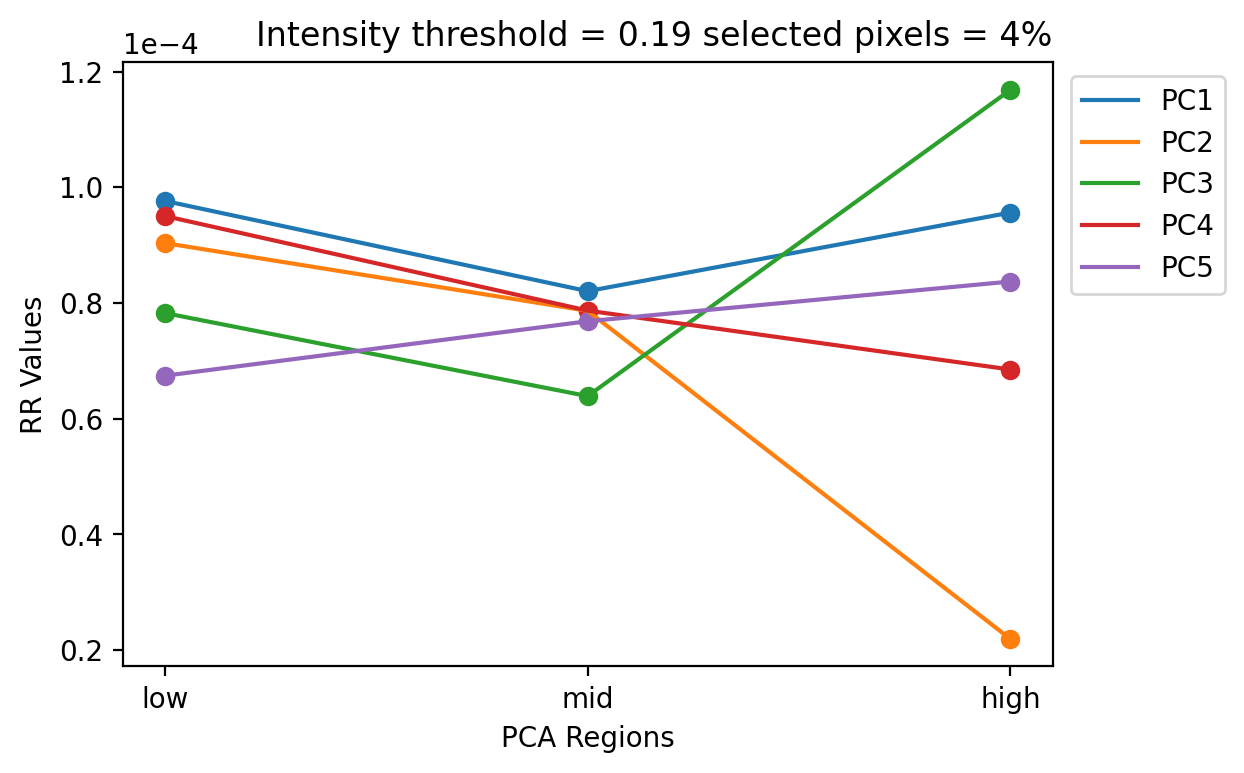 Intensity threshold = 0.19 selected pixels = 4%
1e−4
1.2
1.0
0.8
0.6
0.4
0.2
RR Values
low
mid
high
PCA Regions
PC1
PC2
PC3
PC4
PC5